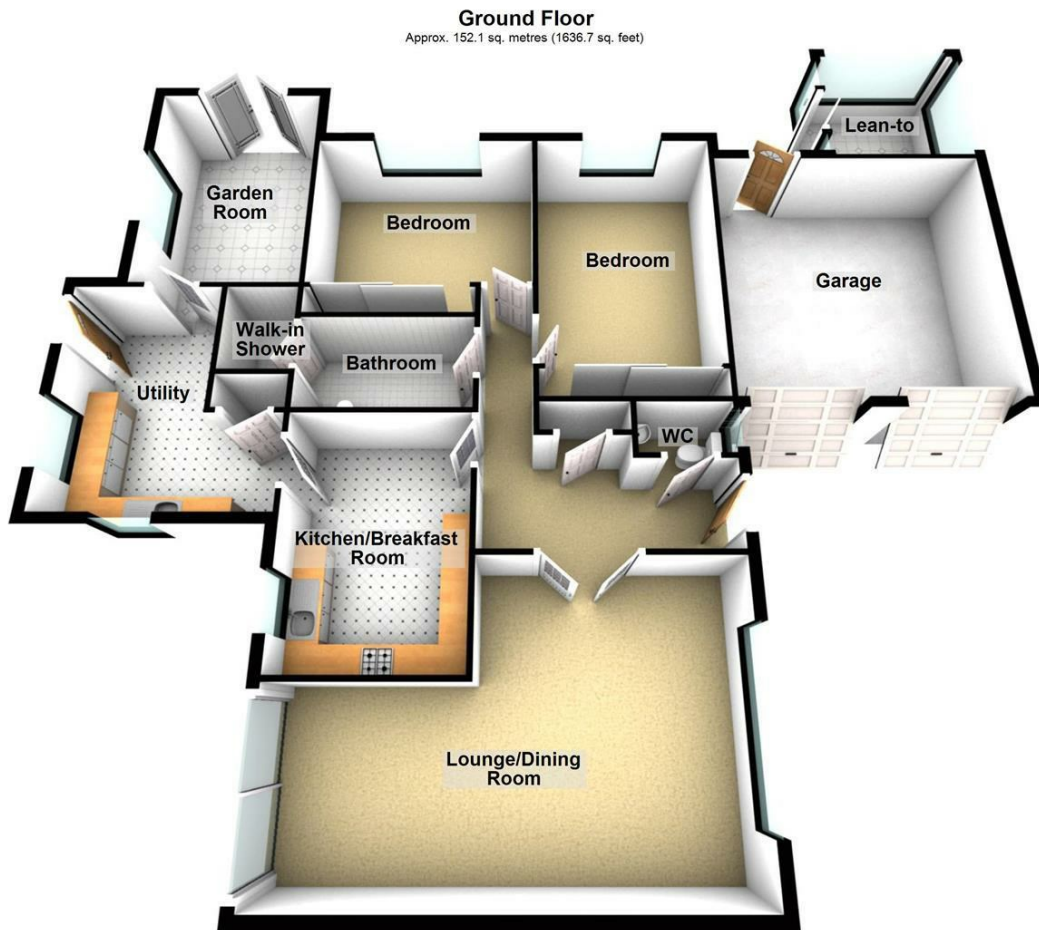 Ground Floor
Approx. 152.1 sq. metres (1636.7 sq. feet)
Lean-to
Garden
Room
Bedroom
Bedroom
Garage
Walk-in
Shower
Bathroom
Utility
WC
Kitchen/Breakfast
Room
Lounge/Dining
Room